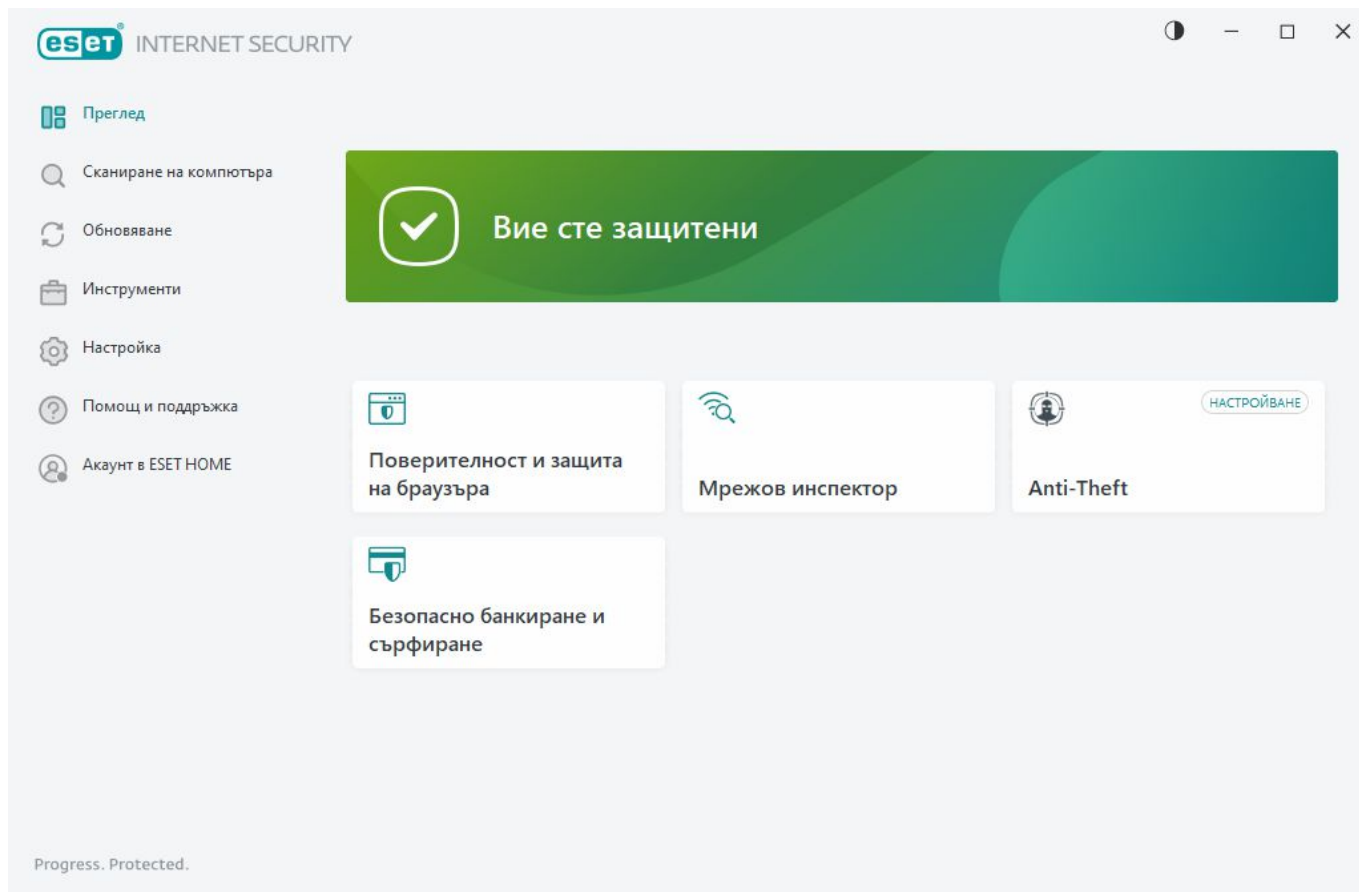 eseT® INTERNET SECURITY
Преглед
Сканиране на компютъра
Обновяване
Инструменти
Настройка
Помощ и поддръжка
Акаунт в ESET HOME
Вие сте защитени
Поверителност и защита
на браузъра
Мрежов инспектор
НАСТРОЙВАНЕ
Anti-Theft
Безопасно банкиране и
сърфиране
Progress. Protected.